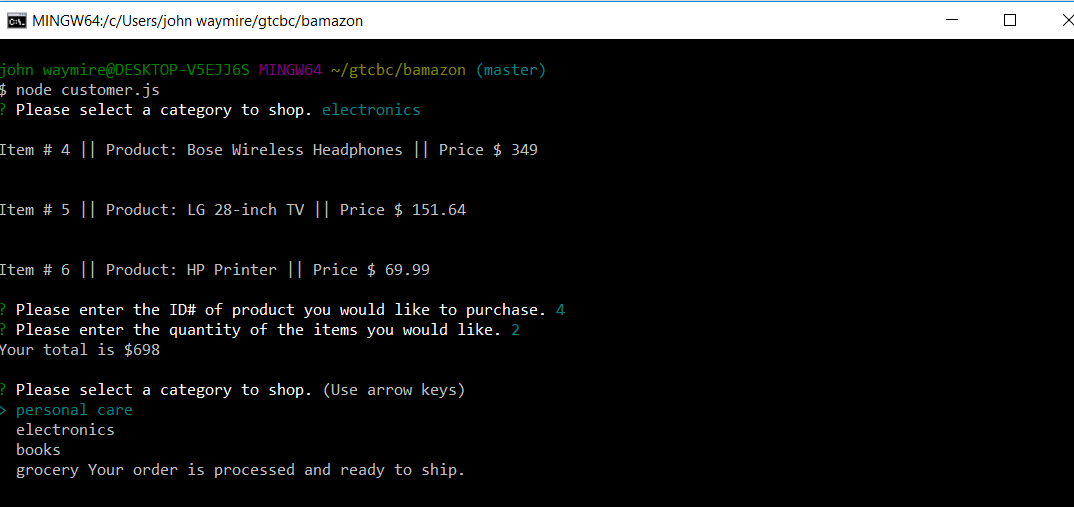 MINGW64:/c/Users/john waymire/gtcbc/bamazon
john waymire@DESKTOP-V5EJJ6S MINGW64 ~/gtcbc/bamazon (master)
$ node customer.js
? Please select a category to shop. electronics
Item # 4 || Product: Bose Wireless Headphones || Price $ 349
Item # 5 || Product: LG 28-inch TV || Price $ 151.64
Item # 6 || Product: HP Printer || Price $ 69.99
? Please enter the ID# of product you would like to purchase. 4
? Please enter the quantity of the items you would like. 2
Your total is $698
? Please select a category to shop. (Use arrow keys)
> personal care
electronics
books
grocery Your order is processed and ready to ship.